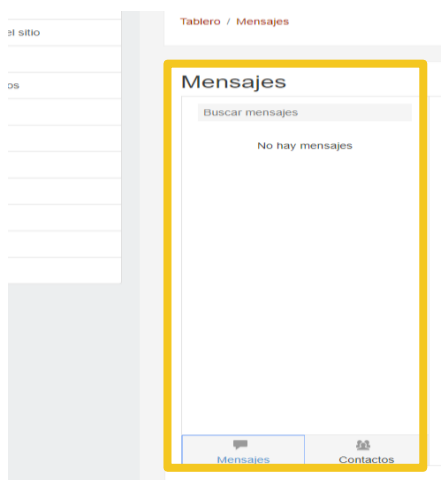 Tablero / Mensajes
el sitio
os
Mensajes
Buscar mensajes
No hay mensajes
Mensajes
Contactos